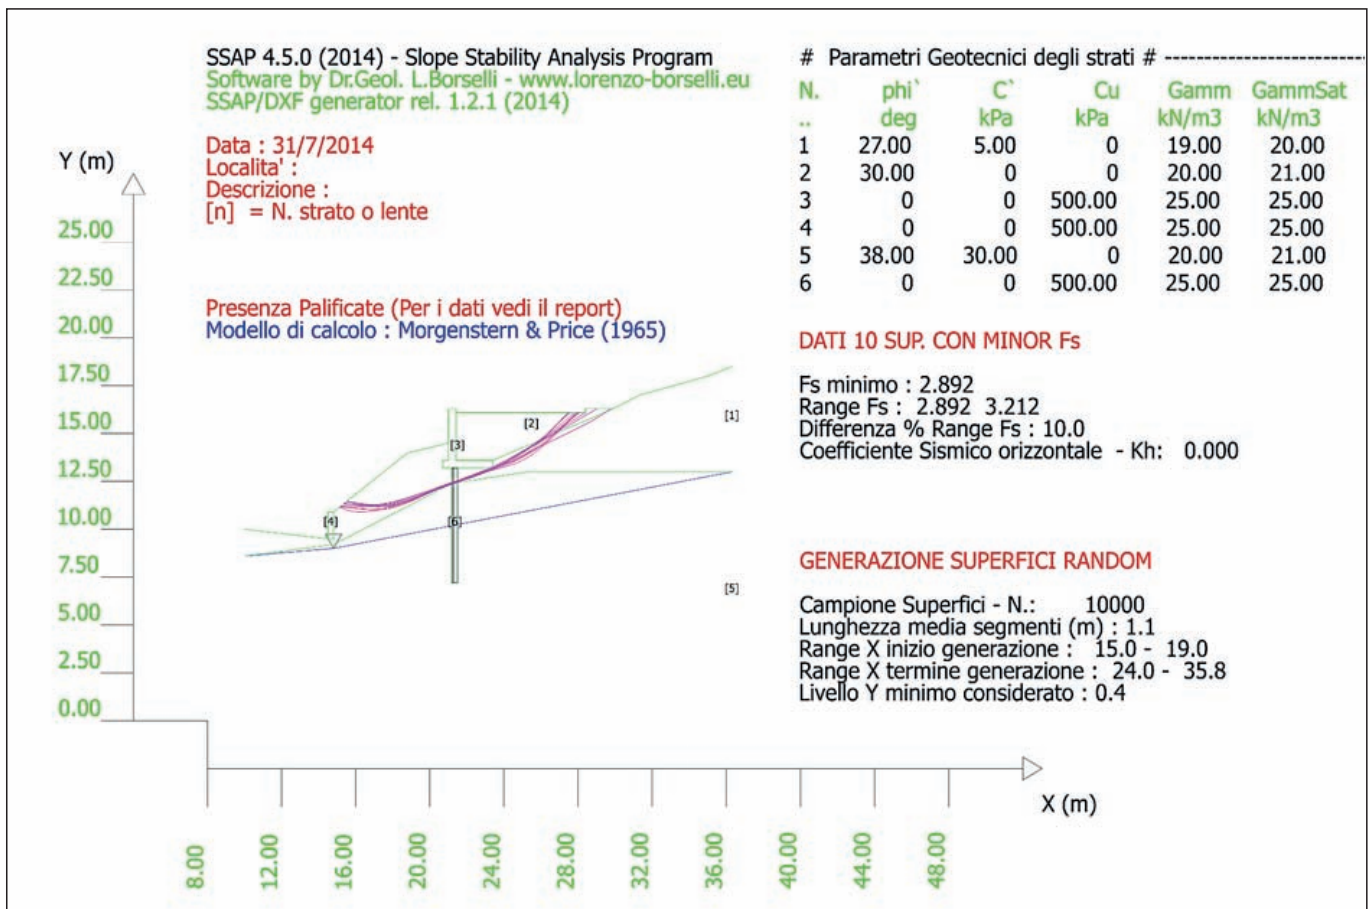 SSAP 4.5.0 (2014) - Slope Stability Analysis Program
Software by Dr.Geol. L.Borselli - www.lorenzo-borselli.eu
SSAP/DXF generator rel. 1.2.1 (2014)
Data : 31/7/2014
Localita' :
Descrizione :
[n] = N. strato o lente
Presenza Palificate (Per i dati vedi il report)
Modello di calcolo : Morgenstern & Price (1965)
# Parametri Geotecnici degli strati # -----------------------
N. phi` C` Cu Gamm GammSat
.. deg kPa kPa kN/m3 kN/m3
1 27.00 5.00 0 19.00 20.00
2 30.00 0 0 20.00 21.00
3 0 0 500.00 25.00 25.00
4 0 0 500.00 25.00 25.00
5 38.00 30.00 0 20.00 21.00
6 0 0 500.00 25.00 25.00
DATI 10 SUP. CON MINOR Fs
Fs minimo : 2.892
Range Fs : 2.892 3.212
Differenza % Range Fs : 10.0
Coefficiente Sismico orizzontale - Kh: 0.000
GENERAZIONE SUPERFICI RANDOM
Campione Superfici - N.: 10000
Lunghezza media segmenti (m) : 1.1
Range X inizio generazione : 15.0 - 19.0
Range X termine generazione : 24.0 - 35.8
Livello Y minimo considerato : 0.4
Y (m)
25.00
22.50
20.00
17.50
15.00
12.50
10.00
7.50
5.00
2.50
0.00
[1]
[2]
[3]
[4]
[6]
[5]
X (m)
8.00
12.00
16.00
20.00
24.00
28.00
32.00
36.00
40.00
44.00
48.00